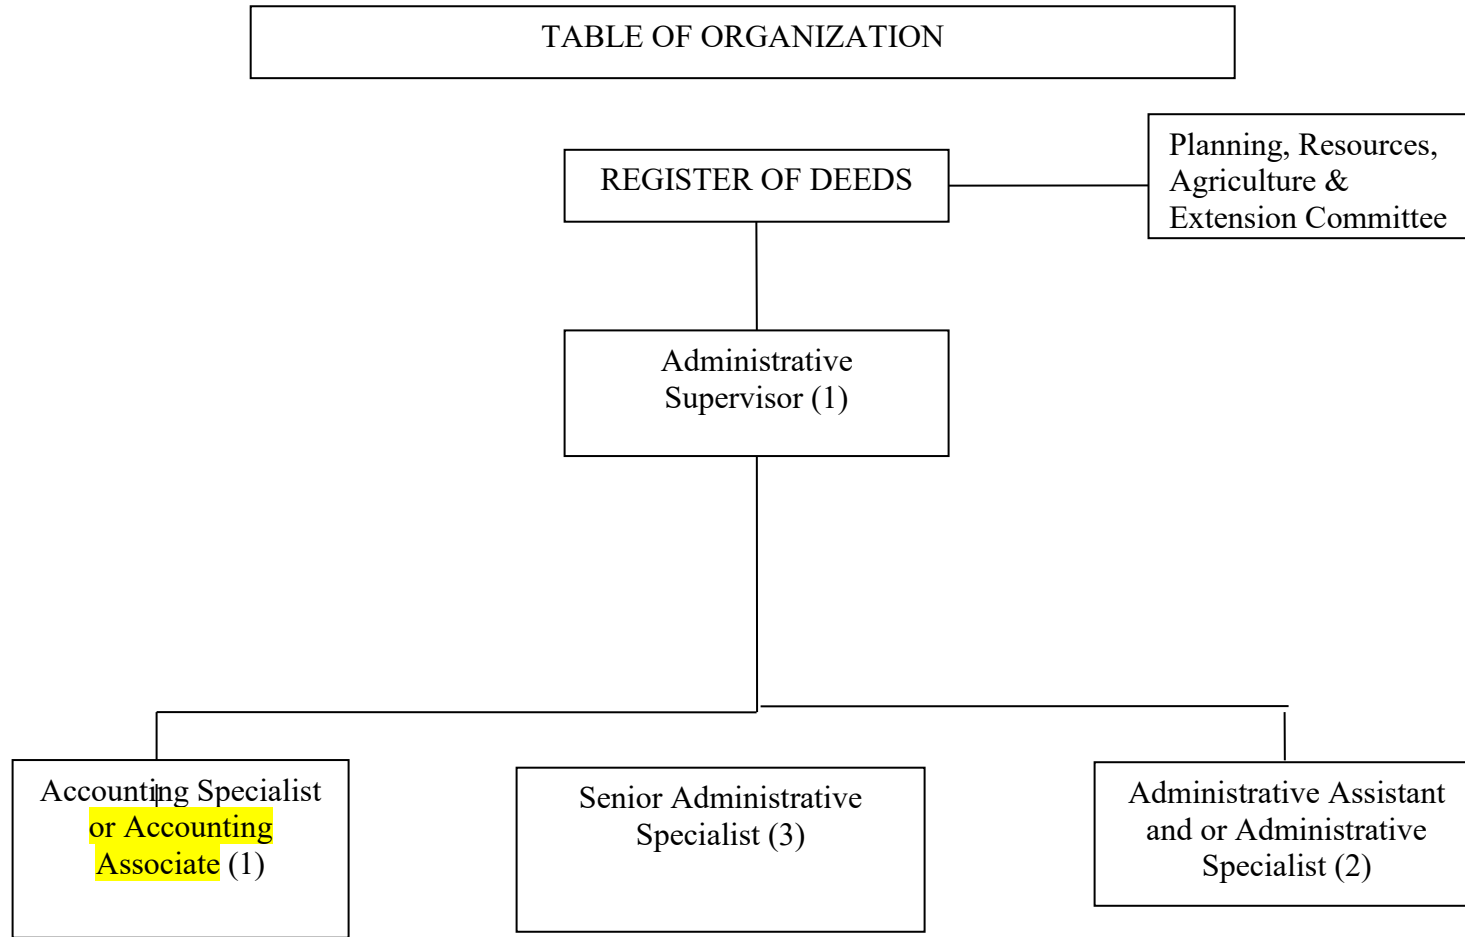 TABLE OF ORGANIZATION
Planning, Resources,
Agriculture &
Extension Committee
REGISTER OF DEEDS
Administrative
Supervisor (1)
Accounting Specialist
or Accounting
Associate (1)
Senior Administrative
Specialist (3)
Administrative Assistant
and or Administrative
Specialist (2)